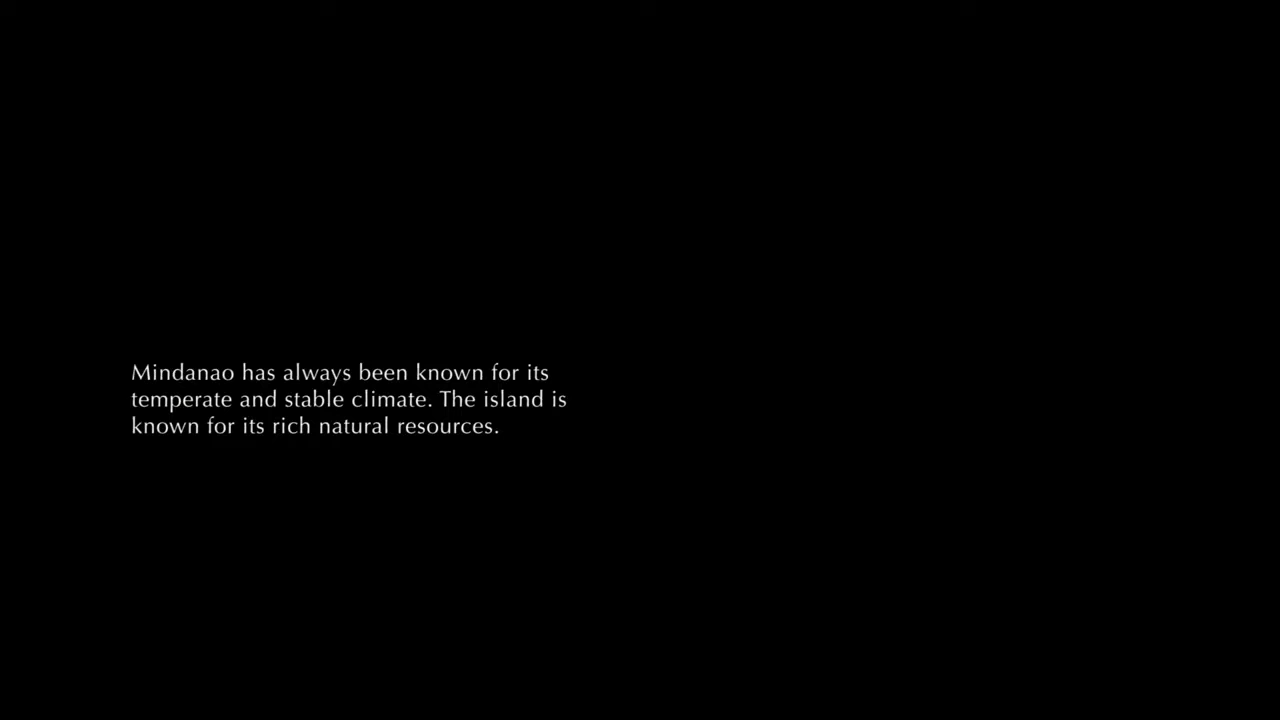 Mindanao has always been known for its
temperate and stable climate. The island is
known for its rich natural resources.